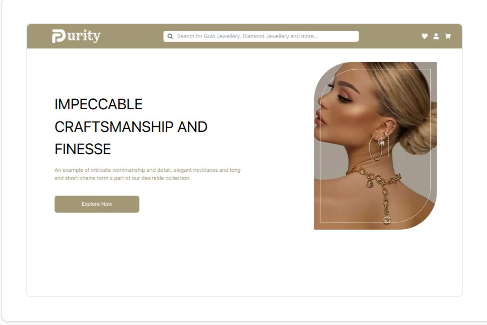 Purity
Search for Gold Jewellery, Diamond Jewellery and more...
IMPECCABLE
CRAFTSMANSHIP AND
FINESSE
An example of intricate workmanship and detail, elegant necklaces and long
and short chains form a part of our desirable collection.
Explore Now